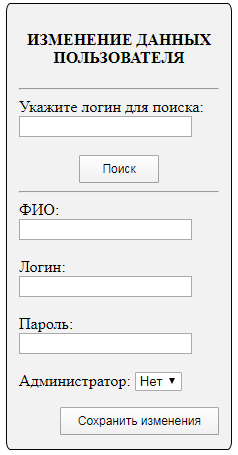 ИЗМЕНЕНИЕ ДАННЫХ
ПОЛЬЗОВАТЕЛЯ
Укажите логин для поиска:
Поиск
ФИО:
Логин:
Пароль:
Администратор: Нет
Сохранить изменения